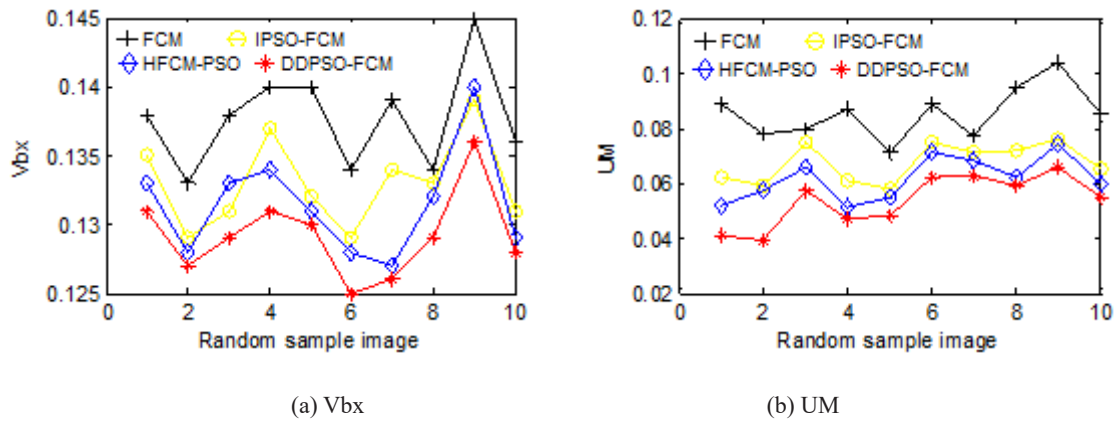 0.145
0.14
0.135
0.13
0.125
Vbx
FCM
IPSO-FCM
HFCM-PSO
DDPSO-FCM
0 2 4 6 8 10
Random sample image
(a) Vbx
0.12
0.1
0.08
0.06
0.04
0.02
UM
FCM
IPSO-FCM
HFCM-PSO
DDPSO-FCM
0 2 4 6 8 10
Random sample image
(b) UM